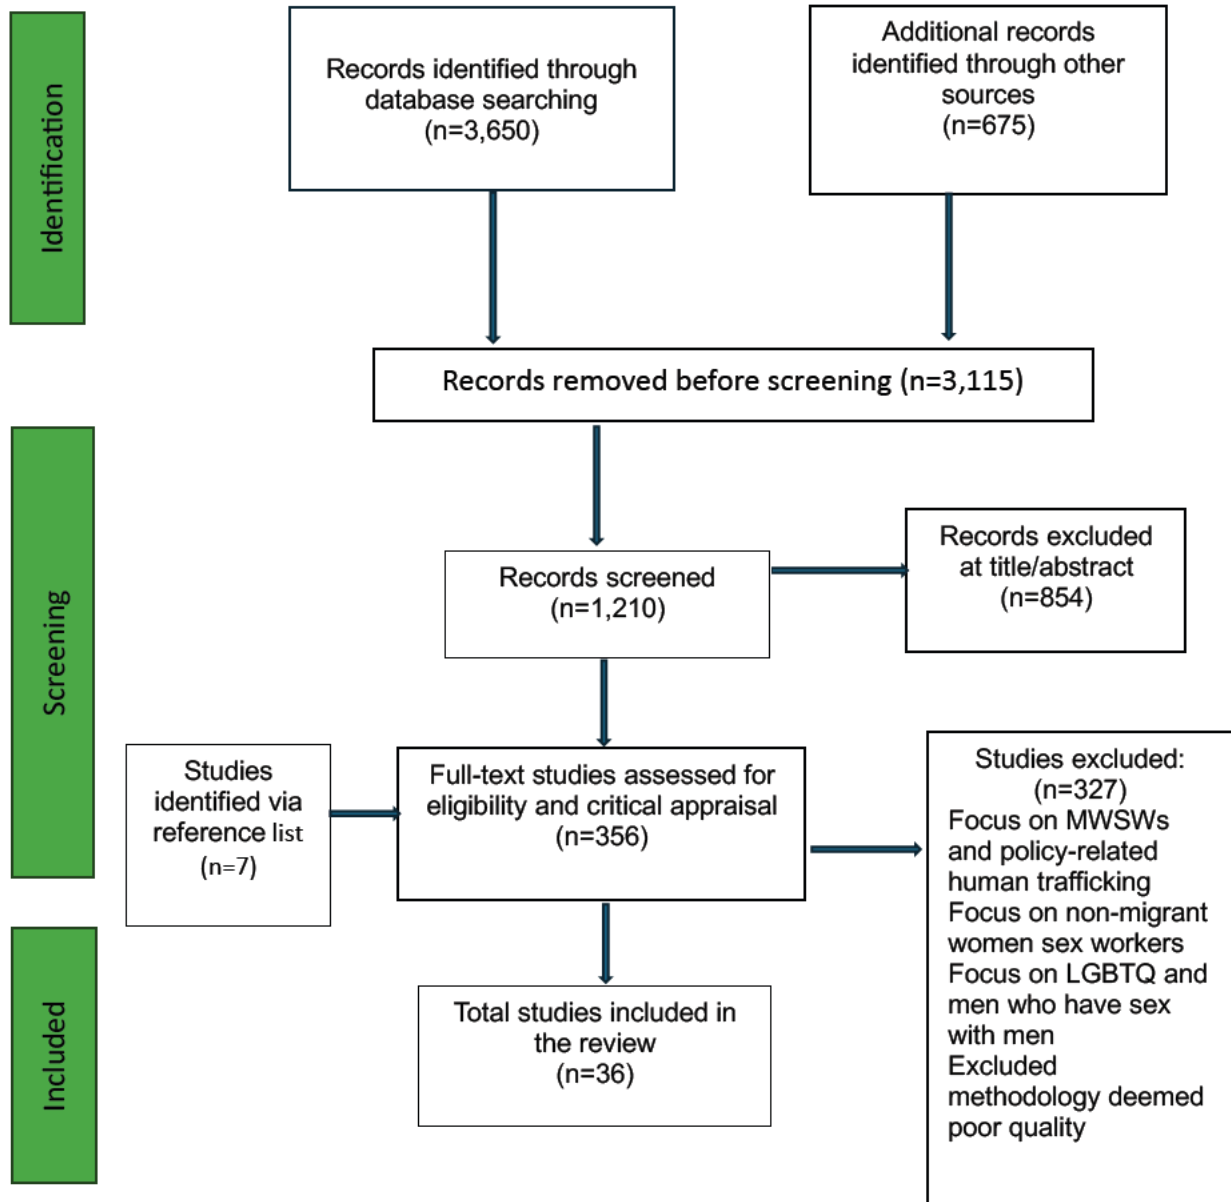 Identification
Records identified through
database searching
(n=3,650)
Additional records
identified through other
sources
(n=675)
Records removed before screening (n=3,115)
Screening
Records screened
(n=1,210)
Records excluded
at title/abstract
(n=854)
Studies
identified via
reference list
(n=7)
Full-text studies assessed for
eligibility and critical appraisal
(n=356)
Studies excluded:
(n=327)
Focus on MWSWs
and policy-related
human trafficking
Focus on non-migrant
women sex workers
Focus on LGBTQ and
men who have sex
with men
Excluded
methodology deemed
poor quality
Included
Total studies included in
the review
(n=36)